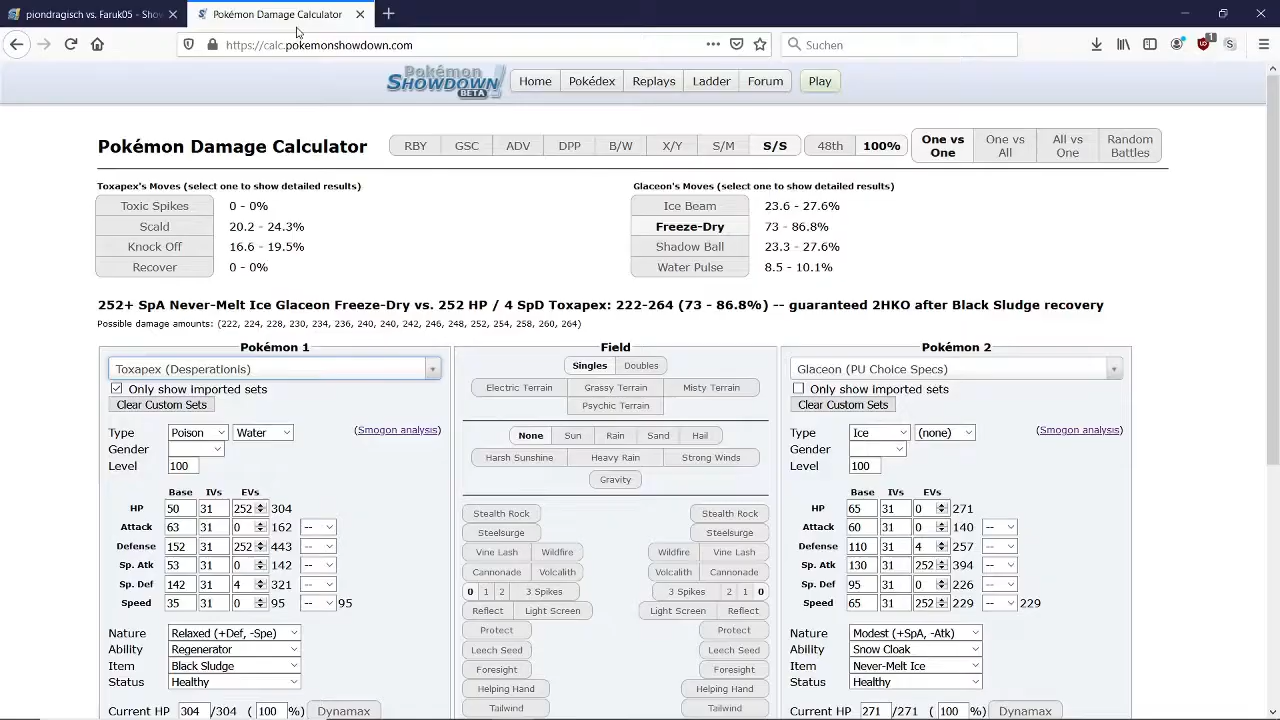 piondragisch vs. Faruk05 - Show
Pokémon Damage Calculator
https://calc.pokemonshowdown.com
Suchen
1
Pokémon
SHOWDOWN!
BETA
Home Pokédex Replays Ladder Forum Play
Pokémon Damage Calculator
RBY GSC ADV DPP B/W X/Y S/M S/S 48th 100%
One vs One
One vs All
All vs One
Random Battles
Toxapex's Moves (select one to show detailed results)
Toxic Spikes 0 - 0%
Scald 20.2 - 24.3%
Knock Off 16.6 - 19.5%
Recover 0 - 0%
Glaceon's Moves (select one to show detailed results)
Ice Beam 23.6 - 27.6%
Freeze-Dry 73 - 86.8%
Shadow Ball 23.3 - 27.6%
Water Pulse 8.5 - 10.1%
252+ SpA Never-Melt Ice Glaceon Freeze-Dry vs. 252 HP / 4 SpD Toxapex: 222-264 (73 - 86.8%) -- guaranteed 2HKO after Black Sludge recovery
Possible damage amounts: (222, 224, 228, 230, 234, 236, 240, 240, 242, 246, 248, 252, 254, 258, 260, 264)
Pokémon 1
Toxapex (Desperationis)
Only show imported sets
Clear Custom Sets
Type Poison Water (Smogon analysis)
Gender
Level 100
Base IVs EVs
HP 50 31 252 304
Attack 63 31 0 162 --
Defense 152 31 252 443 --
Sp. Atk 53 31 0 142 --
Sp. Def 142 31 4 321 --
Speed 35 31 0 95 -- 95
Nature Relaxed (+Def, -Spe)
Ability Regenerator
Item Black Sludge
Status Healthy
Current HP 304 /304 ( 100 %) Dynamax
Field
Singles Doubles
Electric Terrain Grassy Terrain Misty Terrain
Psychic Terrain
None Sun Rain Sand Hail
Harsh Sunshine Heavy Rain Strong Winds
Gravity
Stealth Rock Stealth Rock
Steelsurge Steelsurge
Vine Lash Wildfire Wildfire Vine Lash
Cannonade Volcalith Volcalith Cannonade
0 1 2 3 Spikes 3 Spikes 2 1 0
Reflect Light Screen Light Screen Reflect
Protect Protect
Leech Seed Leech Seed
Foresight Foresight
Helping Hand Helping Hand
Tailwind Tailwind
Pokémon 2
Glaceon (PU Choice Specs)
Only show imported sets
Clear Custom Sets
Type Ice (none) (Smogon analysis)
Gender
Level 100
Base IVs EVs
HP 65 31 0 271
Attack 60 31 0 140 --
Defense 110 31 4 257 --
Sp. Atk 130 31 252 394 --
Sp. Def 95 31 0 226 --
Speed 65 31 252 229 -- 229
Nature Modest (+SpA, -Atk)
Ability Snow Cloak
Item Never-Melt Ice
Status Healthy
Current HP 271 /271 ( 100 %) Dynamax